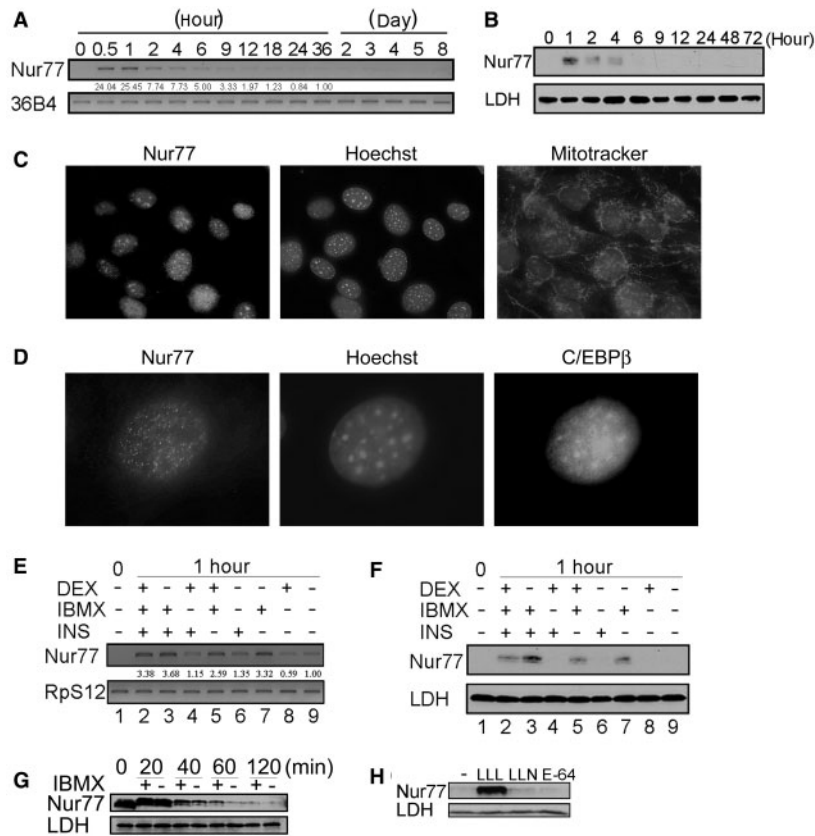 A (Hour) (Day)
0 0.5 1 2 4 6 9 12 18 24 36 2 3 4 5 8
Nur77
24.04 25.45 7.74 7.73 5.00 3.33 1.97 1.23 0.84 1.00
36B4
B 0 1 2 4 6 9 12 24 48 72 (Hour)
Nur77
LDH
C Nur77 Hoechst Mitotracker
D Nur77 Hoechst C/EBPβ
E 0 1 hour
DEX - + - + + - - + -
IBMX - + + - + - + - -
INS - + + + - + - - -
Nur77
3.38 3.68 1.15 2.59 1.35 3.32 0.59 1.00
RpS12
1 2 3 4 5 6 7 8 9
F 0 1 hour
DEX - + - + + - - + -
IBMX - + + - + - + - -
INS - + + + - + - - -
Nur77
LDH
1 2 3 4 5 6 7 8 9
G 0 20 40 60 120 (min)
IBMX + - + - + - + -
Nur77
LDH
H - LLL LLN E-64
Nur77
LDH